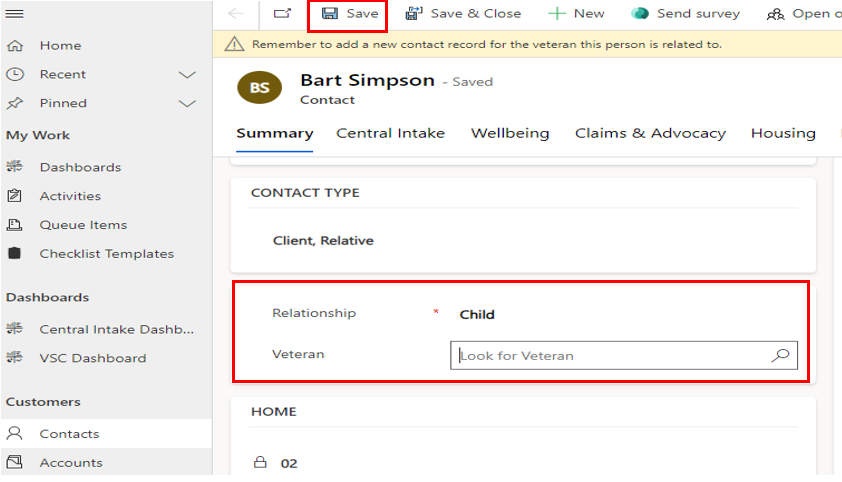 Save
Save & Close
New
Send survey
Open o
Home
Recent
Pinned
My Work
Dashboards
Activities
Queue Items
Checklist Templates
Dashboards
Central Intake Dashb...
VSC Dashboard
Customers
Contacts
Accounts
Remember to add a new contact record for the veteran this person is related to.
BS
Bart Simpson - Saved
Contact
Summary
Central Intake
Wellbeing
Claims & Advocacy
Housing
CONTACT TYPE
Client, Relative
Relationship * Child
Veteran Look for Veteran
HOME
02